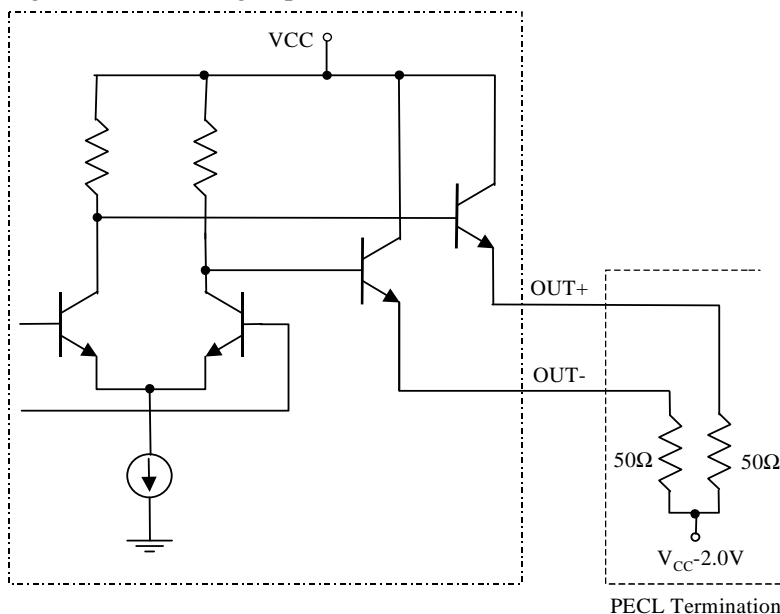 VCC
OUT+
OUT-
50Ω
50Ω
VCC-2.0V
PECL Termination